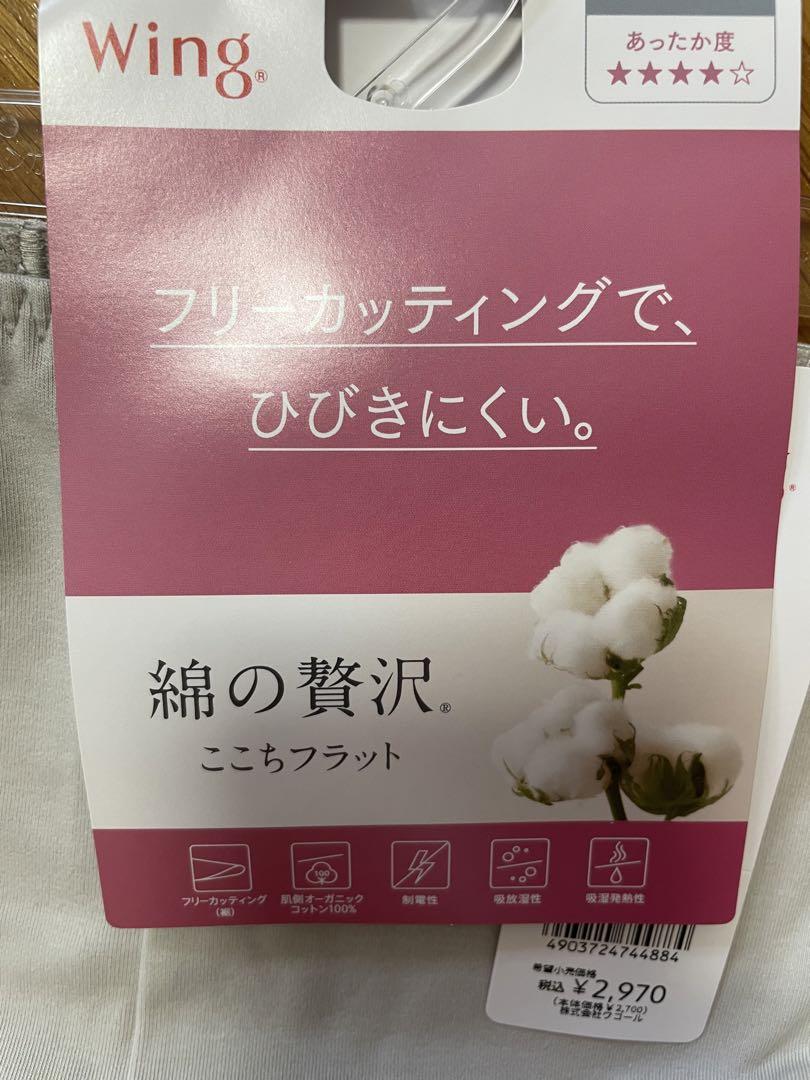 Wing®
あったか度
★★★★☆
フリーカッティングで、
ひびきにくい。
綿の贅沢®
ここちフラット
フリーカッティング
(裾)
100
肌側オーガニック
コットン100%
制電性
吸放湿性
吸湿発熱性
4903724744884
希望小売価格
税込 ¥2,970
(本体価格¥2,700)
株式会社ワコール